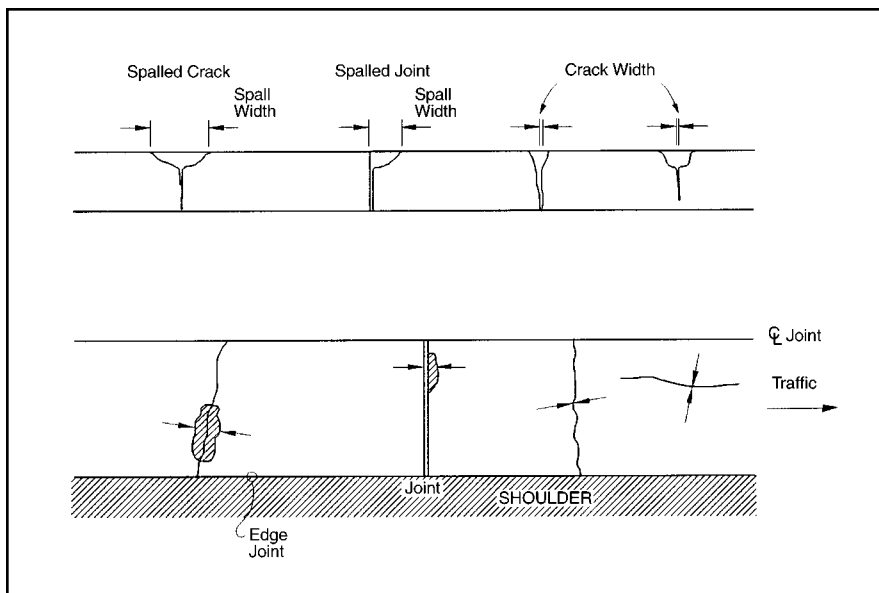 Spalled Crack
Spall
Width
Spalled Joint
Spall
Width
Crack Width
℄ Joint
Traffic
Joint
SHOULDER
Edge
Joint